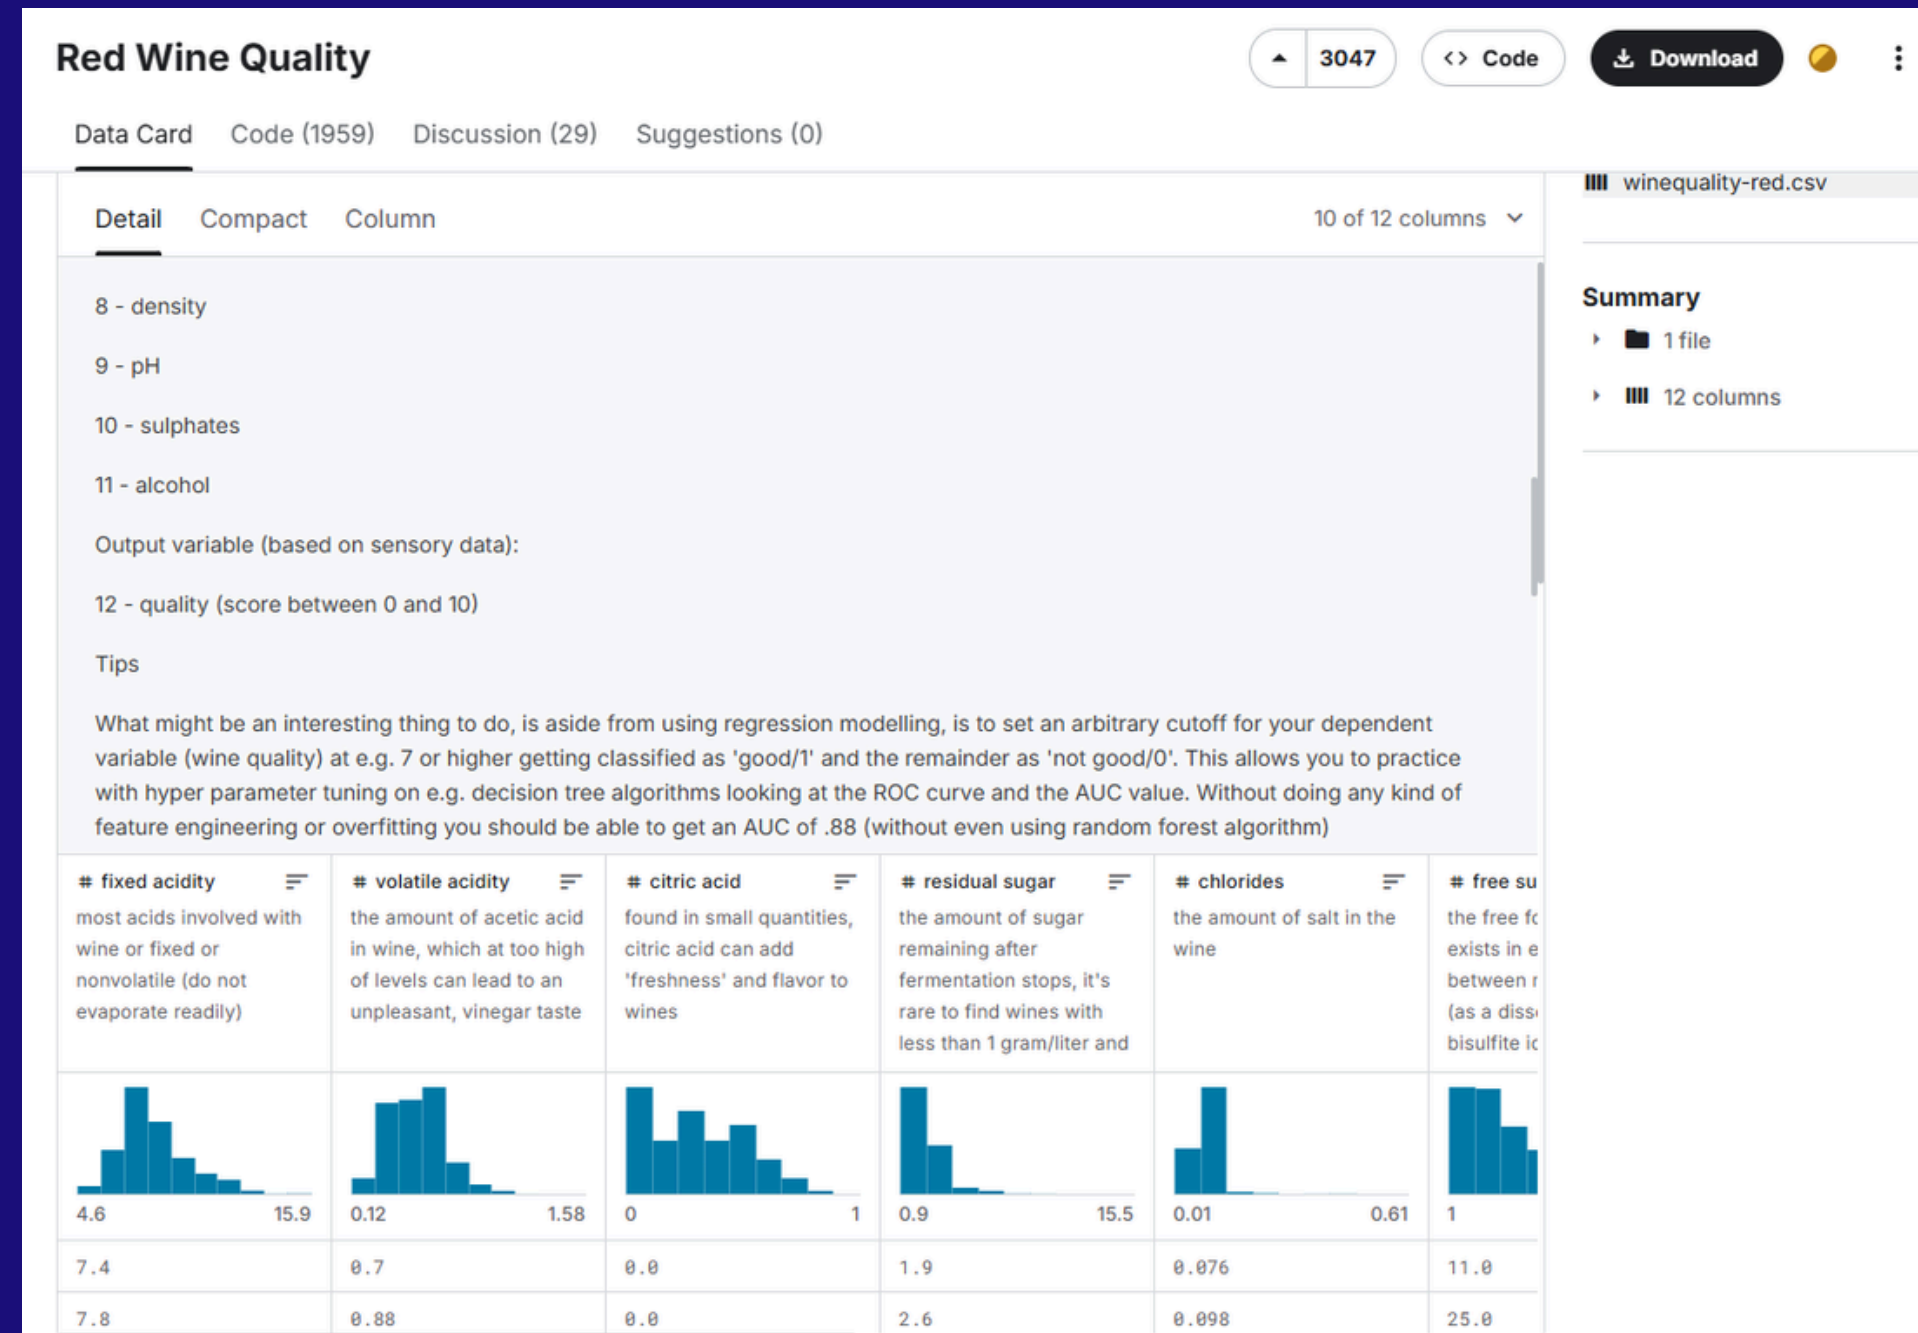 Red Wine Quality
3047
<> Code
Download
Data Card
Code (1959)
Discussion (29)
Suggestions (0)
winequality-red.csv
Detail
Compact
Column
10 of 12 columns
Summary
1 file
12 columns
8 - density
9 - pH
10 - sulphates
11 - alcohol
Output variable (based on sensory data):
12 - quality (score between 0 and 10)
Tips
What might be an interesting thing to do, is aside from using regression modelling, is to set an arbitrary cutoff for your dependent
variable (wine quality) at e.g. 7 or higher getting classified as 'good/1' and the remainder as 'not good/0'. This allows you to practice
with hyper parameter tuning on e.g. decision tree algorithms looking at the ROC curve and the AUC value. Without doing any kind of
feature engineering or overfitting you should be able to get an AUC of .88 (without even using random forest algorithm)
# fixed acidity
most acids involved with
wine or fixed or
nonvolatile (do not
evaporate readily)
4.6 15.9
# volatile acidity
the amount of acetic acid
in wine, which at too high
of levels can lead to an
unpleasant, vinegar taste
0.12 1.58
# citric acid
found in small quantities,
citric acid can add
'freshness' and flavor to
wines
0 1
# residual sugar
the amount of sugar
remaining after
fermentation stops, it's
rare to find wines with
less than 1 gram/liter and
0.9 15.5
# chlorides
the amount of salt in the
wine
0.01 0.61
# free su
the free
exists in
between
(as a diss
bisulfite
1
7.4 0.7 0.0 1.9 0.076 11.0
7.8 0.88 0.0 2.6 0.098 25.0